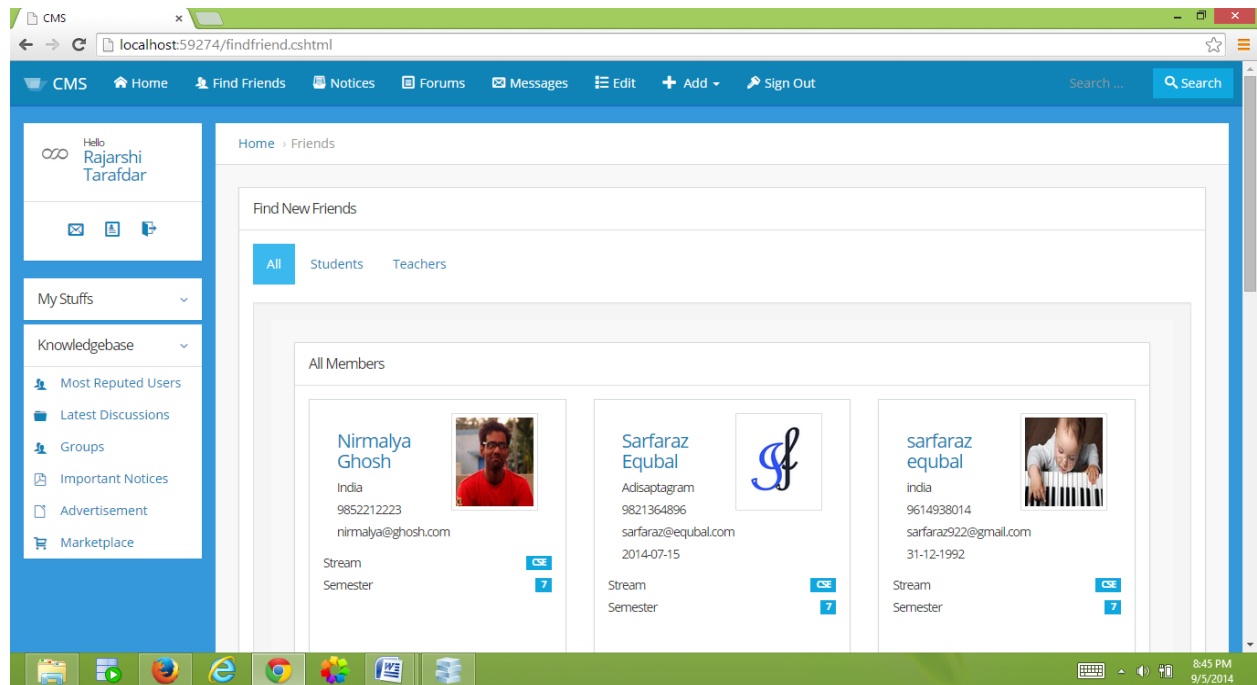 CMS
localhost:59274/findfriend.cshtml
CMS Home Find Friends Notices Forums Messages Edit Add Sign Out Search ... Search
Hello
Rajarshi
Tarafdar
My Stuffs
Knowledgebase
Most Reputed Users
Latest Discussions
Groups
Important Notices
Advertisement
Marketplace
Home › Friends
Find New Friends
All Students Teachers
All Members
Nirmalya
Ghosh
India
9852212223
nirmalya@ghosh.com
Stream CSE
Semester 7
Sarfaraz
Equbal
Adisaptagram
9821364896
sarfaraz@equbal.com
2014-07-15
Stream CSE
Semester 7
sarfaraz
equbal
india
9614938014
sarfaraz922@gmail.com
31-12-1992
Stream CSE
Semester 7
8:45 PM
9/5/2014